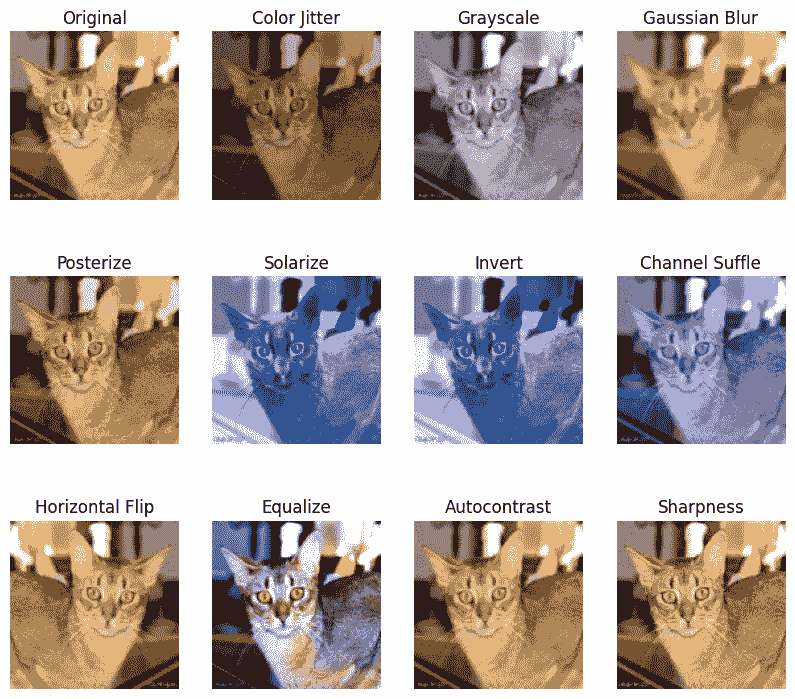 Original
Color Jitter
Grayscale
Gaussian Blur
Posterize
Solarize
Invert
Channel Suffle
Horizontal Flip
Equalize
Autocontrast
Sharpness